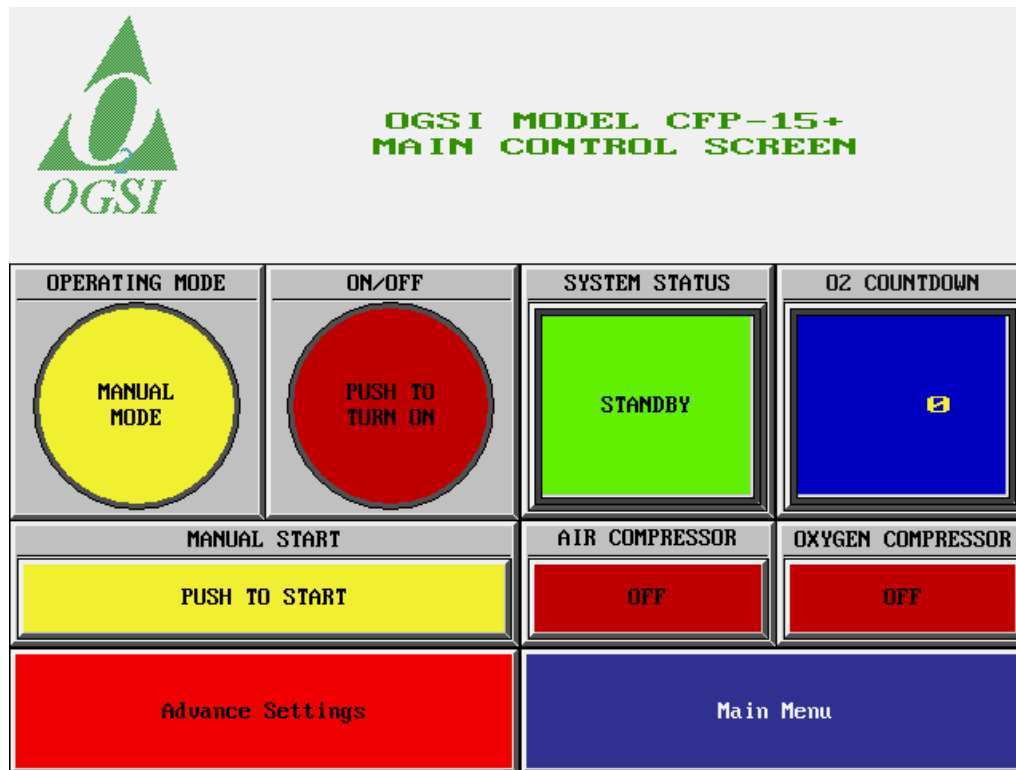 O2
OGSI
OGSI MODEL CFP-15+
MAIN CONTROL SCREEN
OPERATING MODE
ON/OFF
SYSTEM STATUS
O2 COUNTDOWN
MANUAL
MODE
PUSH TO
TURN ON
STANDBY
0
MANUAL START
AIR COMPRESSOR
OXYGEN COMPRESSOR
PUSH TO START
OFF
OFF
Advance Settings
Main Menu